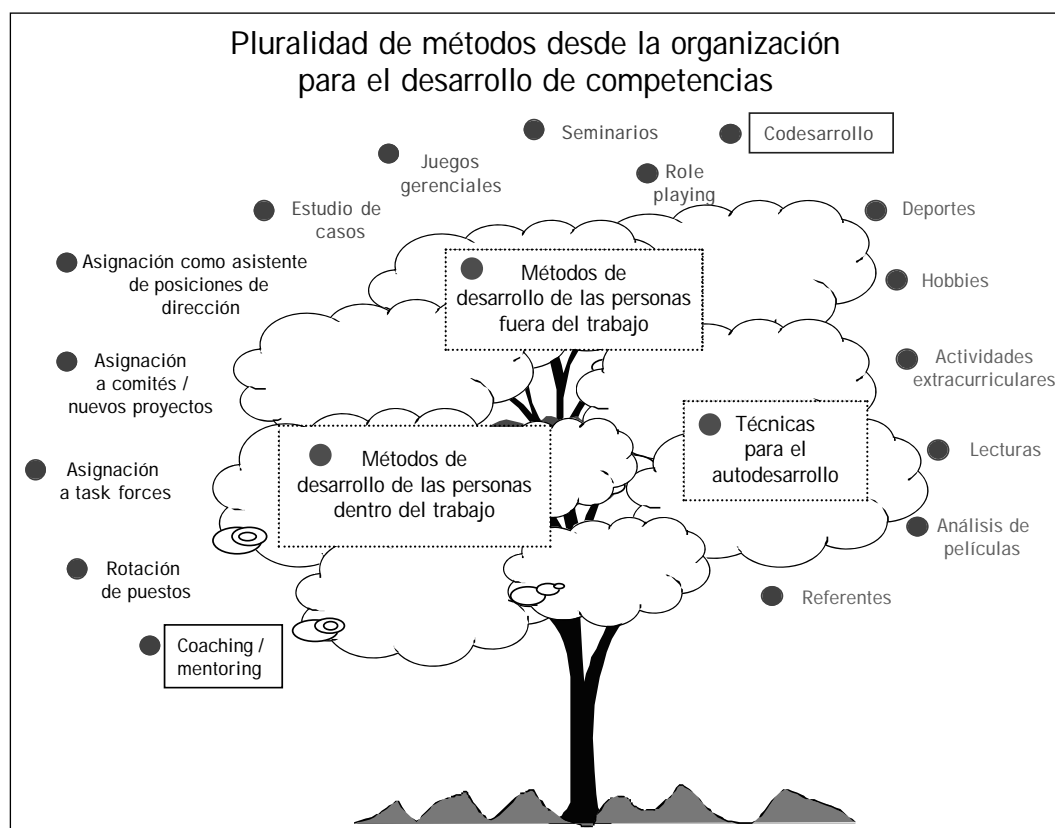 Pluralidad de métodos desde la organización
para el desarrollo de competencias
Seminarios
Codesarrollo
Juegos
gerenciales
Role
playing
Estudio de
casos
Deportes
Asignación como asistente
de posiciones de
dirección
Métodos de
desarrollo de las personas
fuera del trabajo
Hobbies
Asignación
a comités /
nuevos proyectos
Actividades
extracurriculares
Técnicas
para el
autodesarrollo
Métodos de
desarrollo de las personas
dentro del trabajo
Lecturas
Asignación
a task forces
Análisis de
películas
Rotación
de puestos
Referentes
Coaching /
mentoring